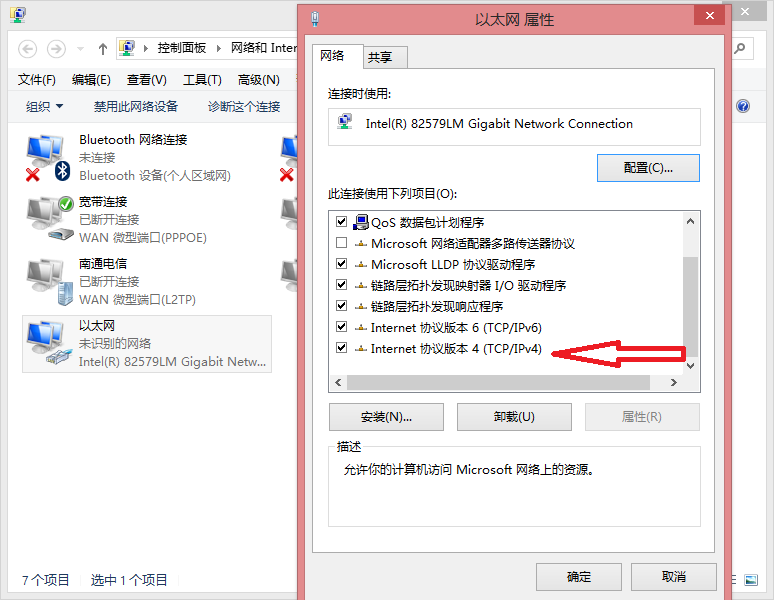 控制面板
网络和 Inter
文件(F) 编辑(E) 查看(V) 工具(T) 高级(N)
组织 禁用此网络设备 诊断这个连接
Bluetooth 网络连接
未连接
Bluetooth 设备(个人区域网)
宽带连接
已断开连接
WAN 微型端口(PPPOE)
南通电信
已断开连接
WAN 微型端口(L2TP)
以太网
未识别的网络
Intel(R) 82579LM Gigabit Netw...
7 个项目 选中 1 个项目
以太网 属性
网络 共享
连接时使用:
Intel(R) 82579LM Gigabit Network Connection
配置(C)...
此连接使用下列项目(O):
QoS 数据包计划程序
Microsoft 网络适配器多路传送器协议
Microsoft LLDP 协议驱动程序
链路层拓扑发现映射器 I/O 驱动程序
链路层拓扑发现响应程序
Internet 协议版本 6 (TCP/IPv6)
Internet 协议版本 4 (TCP/IPv4)
安装(N)... 卸载(U) 属性(R)
描述
允许你的计算机访问 Microsoft 网络上的资源。
确定 取消